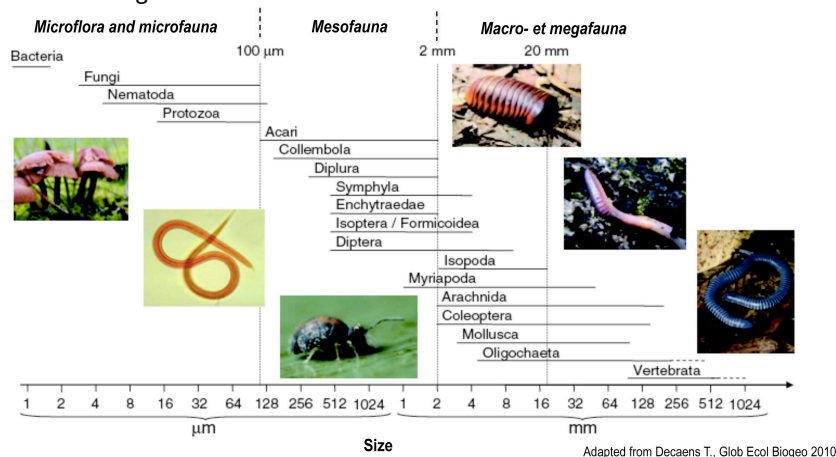 Microflora and microfauna Mesofauna Macro- et megafauna
100 µm 2 mm 20 mm
Bacteria
Fungi
Nematoda
Protozoa
Acari
Collembola
Diplura
Symphyla
Enchytraedae
Isoptera / Formicoidea
Diptera
Isopoda
Myriapoda
Arachnida
Coleoptera
Mollusca
Oligochaeta
Vertebrata
1 2 4 8 16 32 64 128 256 512 1024 1 2 4 8 16 32 64 128 256 512 1024
µm mm
Size
Adapted from Decaens T., Glob Ecol Biogeo 2010